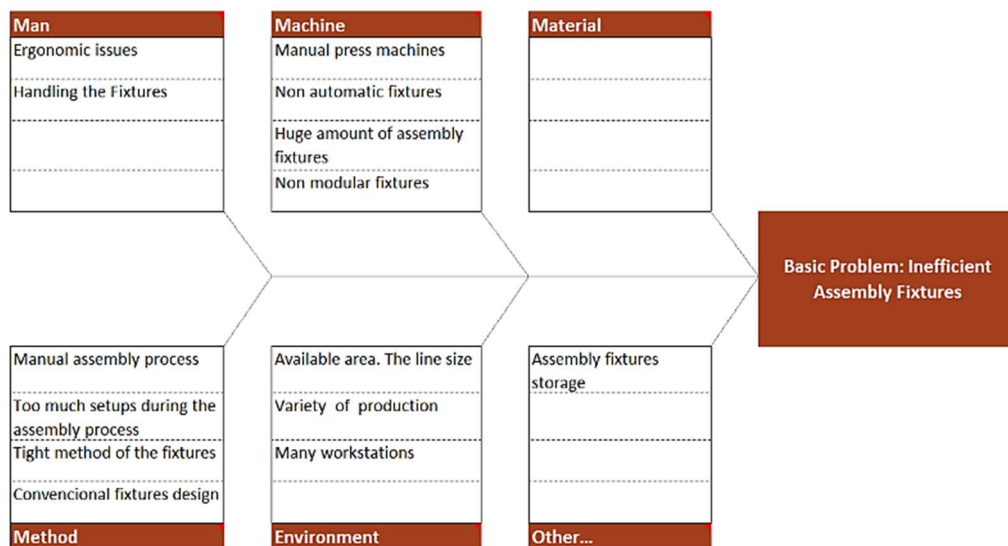 Man
Ergonomic issues
Handling the Fixtures
Machine
Manual press machines
Non automatic fixtures
Huge amount of assembly
fixtures
Non modular fixtures
Material
Basic Problem: Inefficient
Assembly Fixtures
Manual assembly process
Too much setups during the
assembly process
Tight method of the fixtures
Convencional fixtures design
Method
Available area. The line size
Variety of production
Many workstations
Environment
Assembly fixtures
storage
Other...